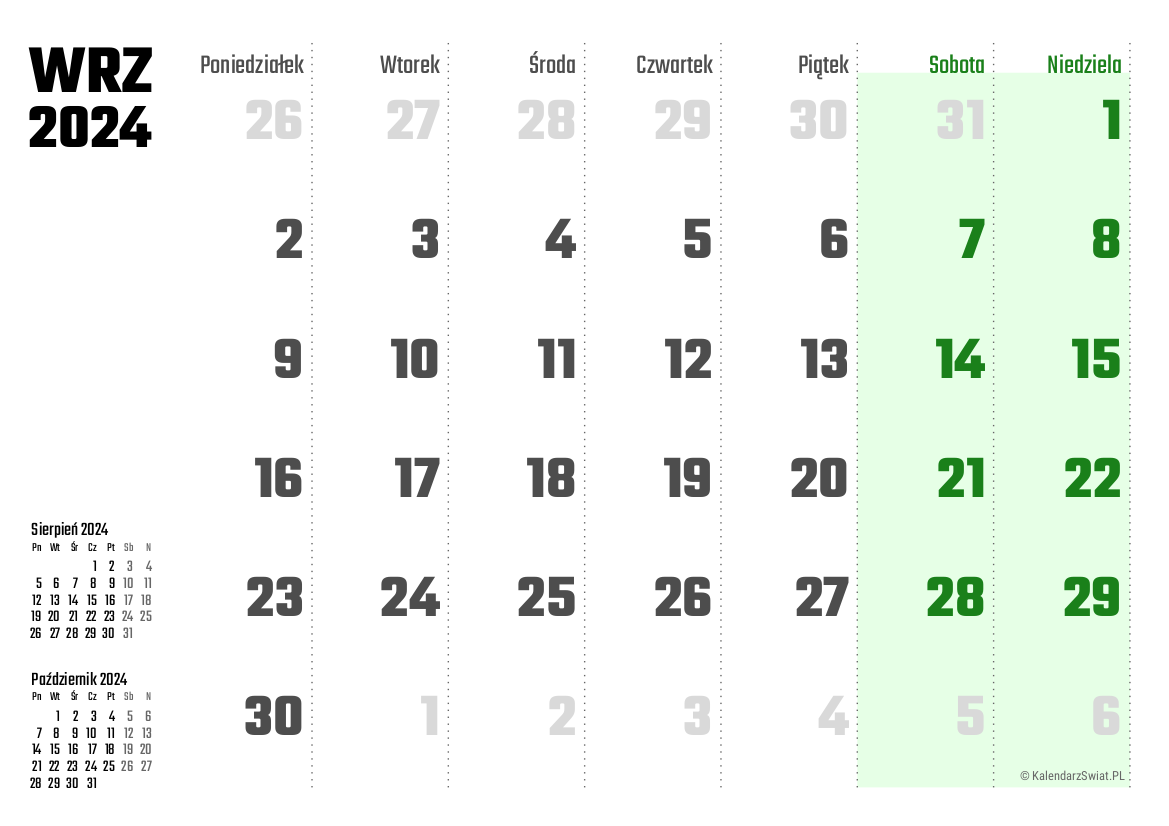 WRZ
2024
Poniedziałek Wtorek Środa Czwartek Piątek Sobota Niedziela
26 27 28 29 30 31 1
2 3 4 5 6 7 8
9 10 11 12 13 14 15
16 17 18 19 20 21 22
23 24 25 26 27 28 29
30 1 2 3 4 5 6
Sierpień 2024
Pn Wt Śr Cz Pt Sb N
1 2 3 4
5 6 7 8 9 10 11
12 13 14 15 16 17 18
19 20 21 22 23 24 25
26 27 28 29 30 31
Październik 2024
Pn Wt Śr Cz Pt Sb N
1 2 3 4 5 6
7 8 9 10 11 12 13
14 15 16 17 18 19 20
21 22 23 24 25 26 27
28 29 30 31
© KalendarzSwiat.PL